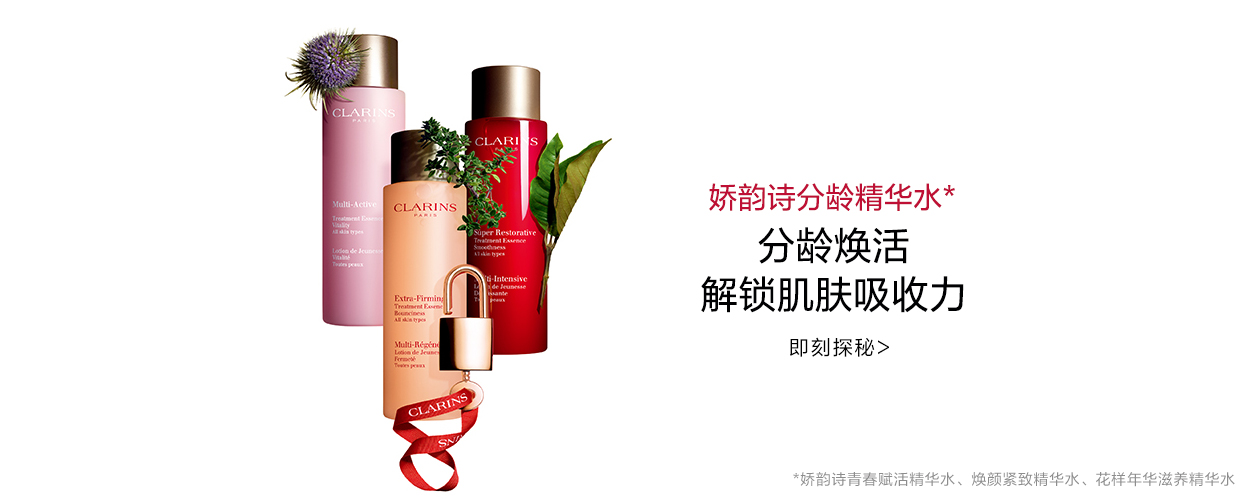 CLARINS
PARIS
Multi-Active
Treatment Essence
Vitality
All skin types
Lotion de Jeunesse
Vitalité
Toutes peaux
CLARINS
PARIS
Extra-Firming
Treatment Essence
Bounciness
All skin types
Multi-Régéné
Lotion de Jeunes
Fermeté
Toutes peaux
CLARINS
Super Restorative
Treatment Essence
Smoothness
All skin types
Multi-Intensive
de Jeunesse
peaux
CLARINS
INS
娇韵诗分龄精华水*
分龄焕活
解锁肌肤吸收力
即刻探秘>
*娇韵诗青春赋活精华水、焕颜紧致精华水、花样年华滋养精华水